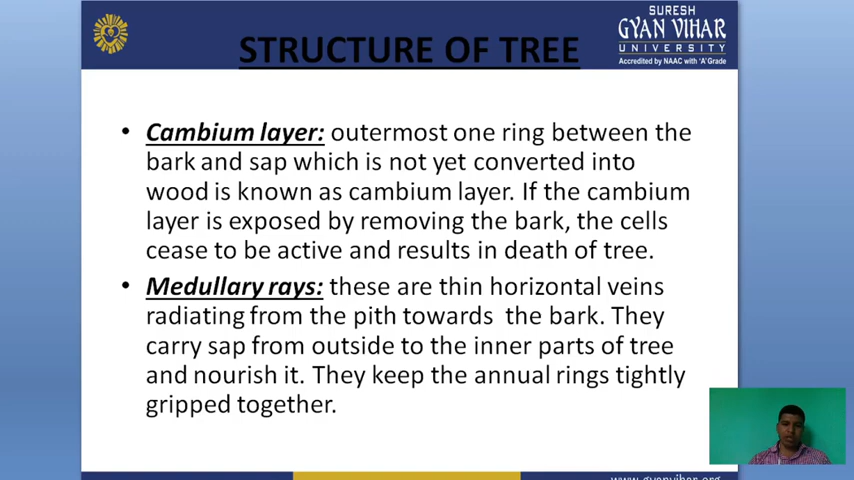 SURESH
GYAN VIHAR
UNIVERSITY
Accredited by NAAC with 'A' Grade
STRUCTURE OF TREE
• Cambium layer: outermost one ring between the
bark and sap which is not yet converted into
wood is known as cambium layer. If the cambium
layer is exposed by removing the bark, the cells
cease to be active and results in death of tree.
• Medullary rays: these are thin horizontal veins
radiating from the pith towards the bark. They
carry sap from outside to the inner parts of tree
and nourish it. They keep the annual rings tightly
gripped together.
www.gyanvihar.org